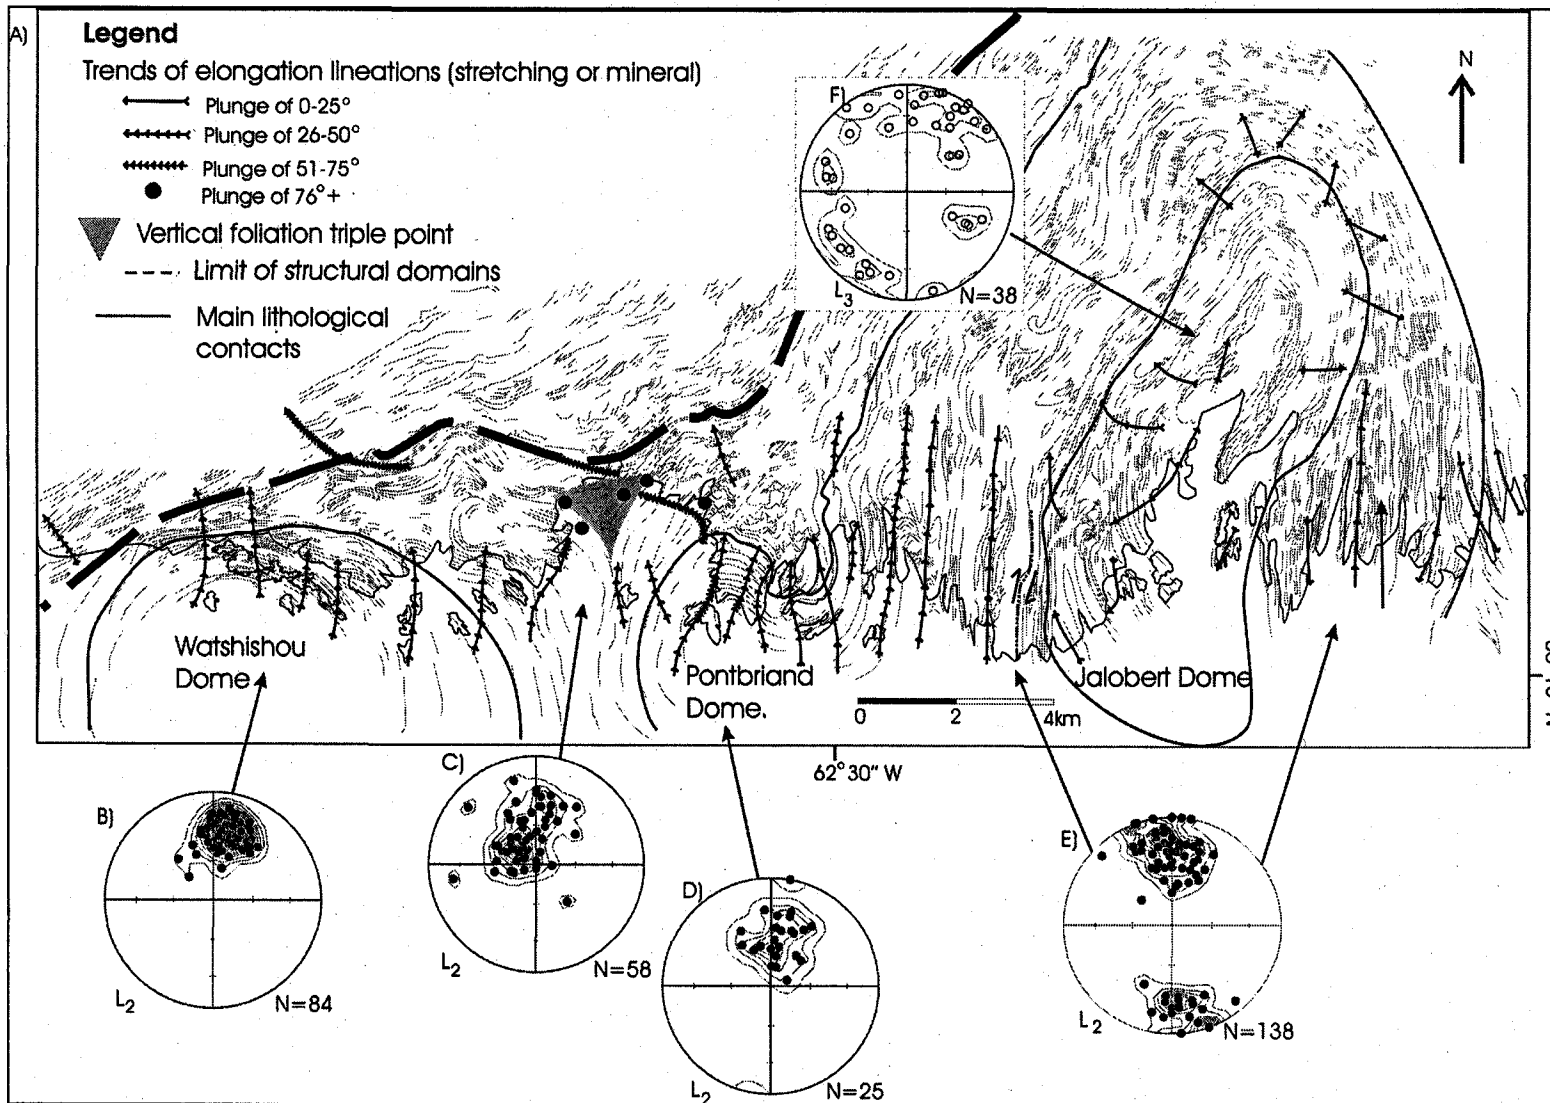 A)
Legend
Trends of elongation lineations (stretching or mineral)
Plunge of 0-25°
Plunge of 26-50°
Plunge of 51-75°
Plunge of 76°+
Vertical foliation triple point
Limit of structural domains
Main lithological
contacts
N
F)
L3
N=38
Watshishou
Dome
Pontbriand
Dome.
Jalobert Dome
0
2
4km
62°30" W
B)
L2
N=84
C)
L2
N=58
D)
L2
N=25
E)
L2
N=138